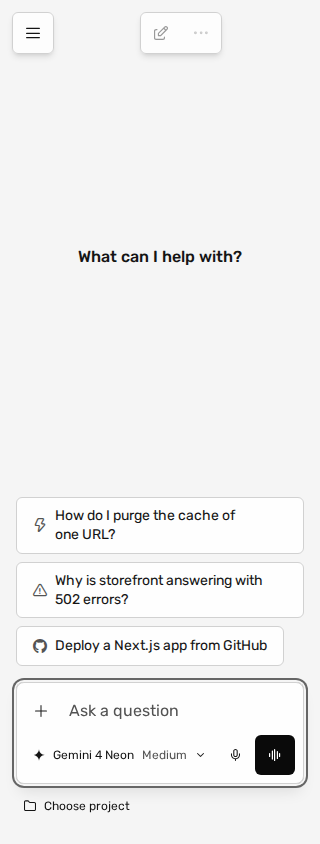 What can I help with?
How do I purge the cache of
one URL?
Why is storefront answering with
502 errors?
Deploy a Next.js app from GitHub
Ask a question
Gemini 4 Neon Medium
Choose project